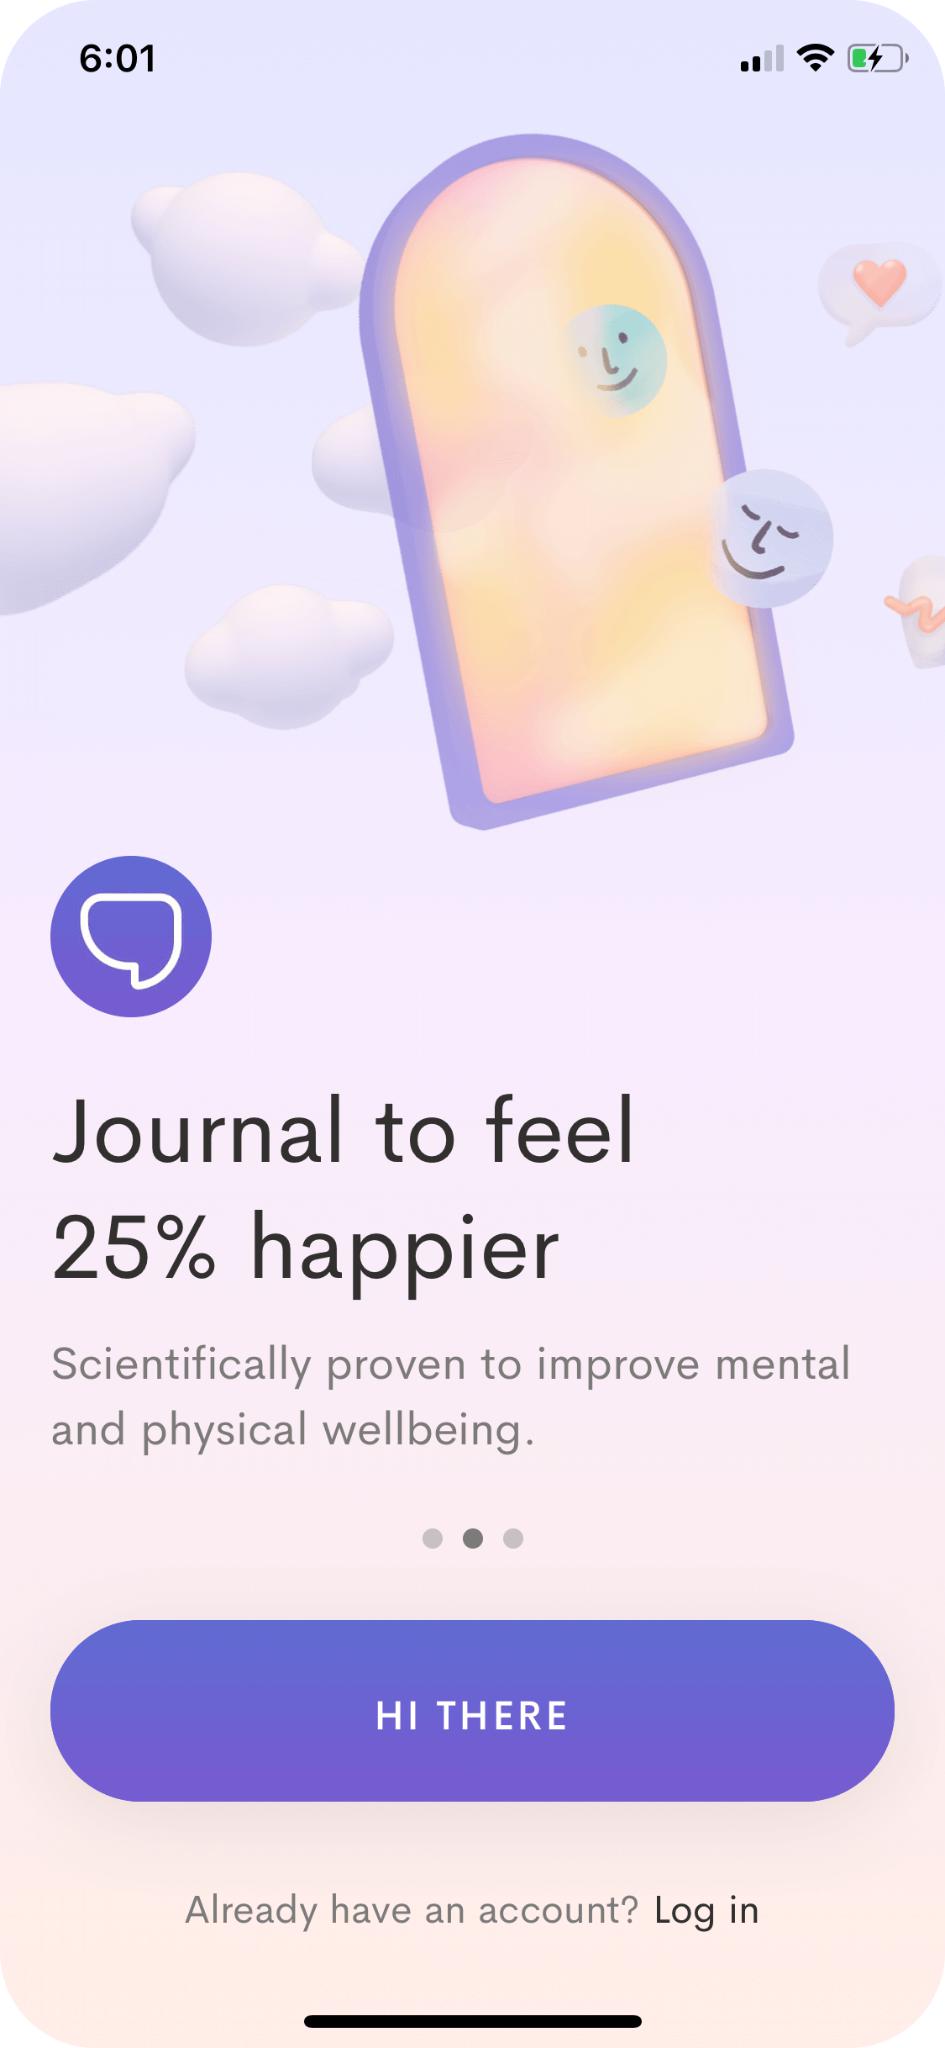 6:01
Journal to feel
25% happier
Scientifically proven to improve mental
and physical wellbeing.
HI THERE
Already have an account? Log in